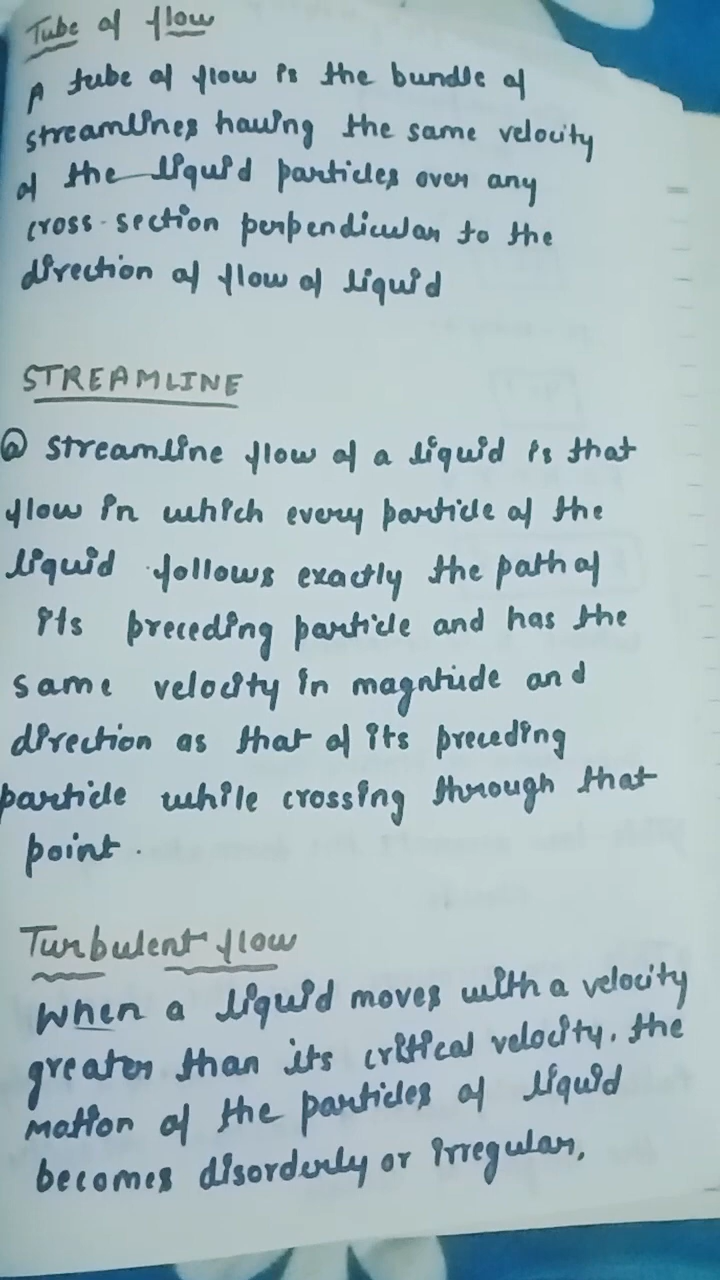 Tube of flow
A tube of flow is the bundle of
streamlines having the same velocity
of the liquid particles over any
cross-section perpendicular to the
direction of flow of liquid
STREAMLINE
@ streamline flow of a liquid is that
flow in which every particle of the
liquid follows exactly the path of
its preceding particle and has the
same velocity in magntiude and
direction as that of its preceding
particle while crossing through that
point.
Turbulent flow
When a liquid moves with a velocity
greater than its critical velocity, the
motion of the particles of liquid
becomes disorderly or irregular,